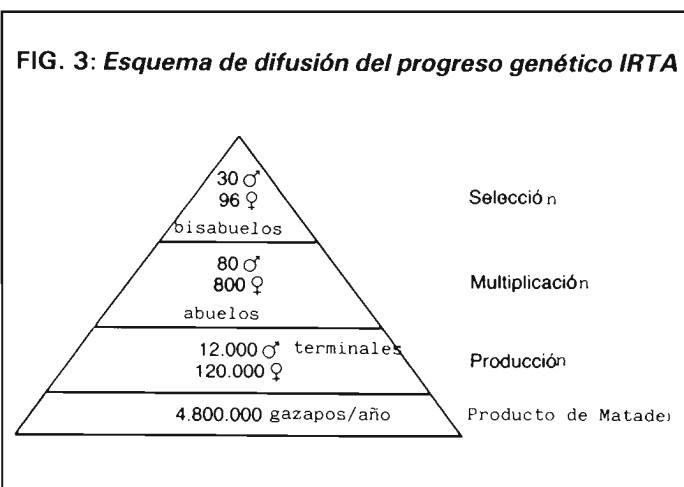 FIG. 3: Esquema de difusión del progreso genético IRTA
30 ♂
96 ♀
bisabuelos
Selección
80 ♂
800 ♀
abuelos
Multiplicación
12.000 ♂ terminales
120.000 ♀
Producción
4.800.000 gazapos/año
Producto de